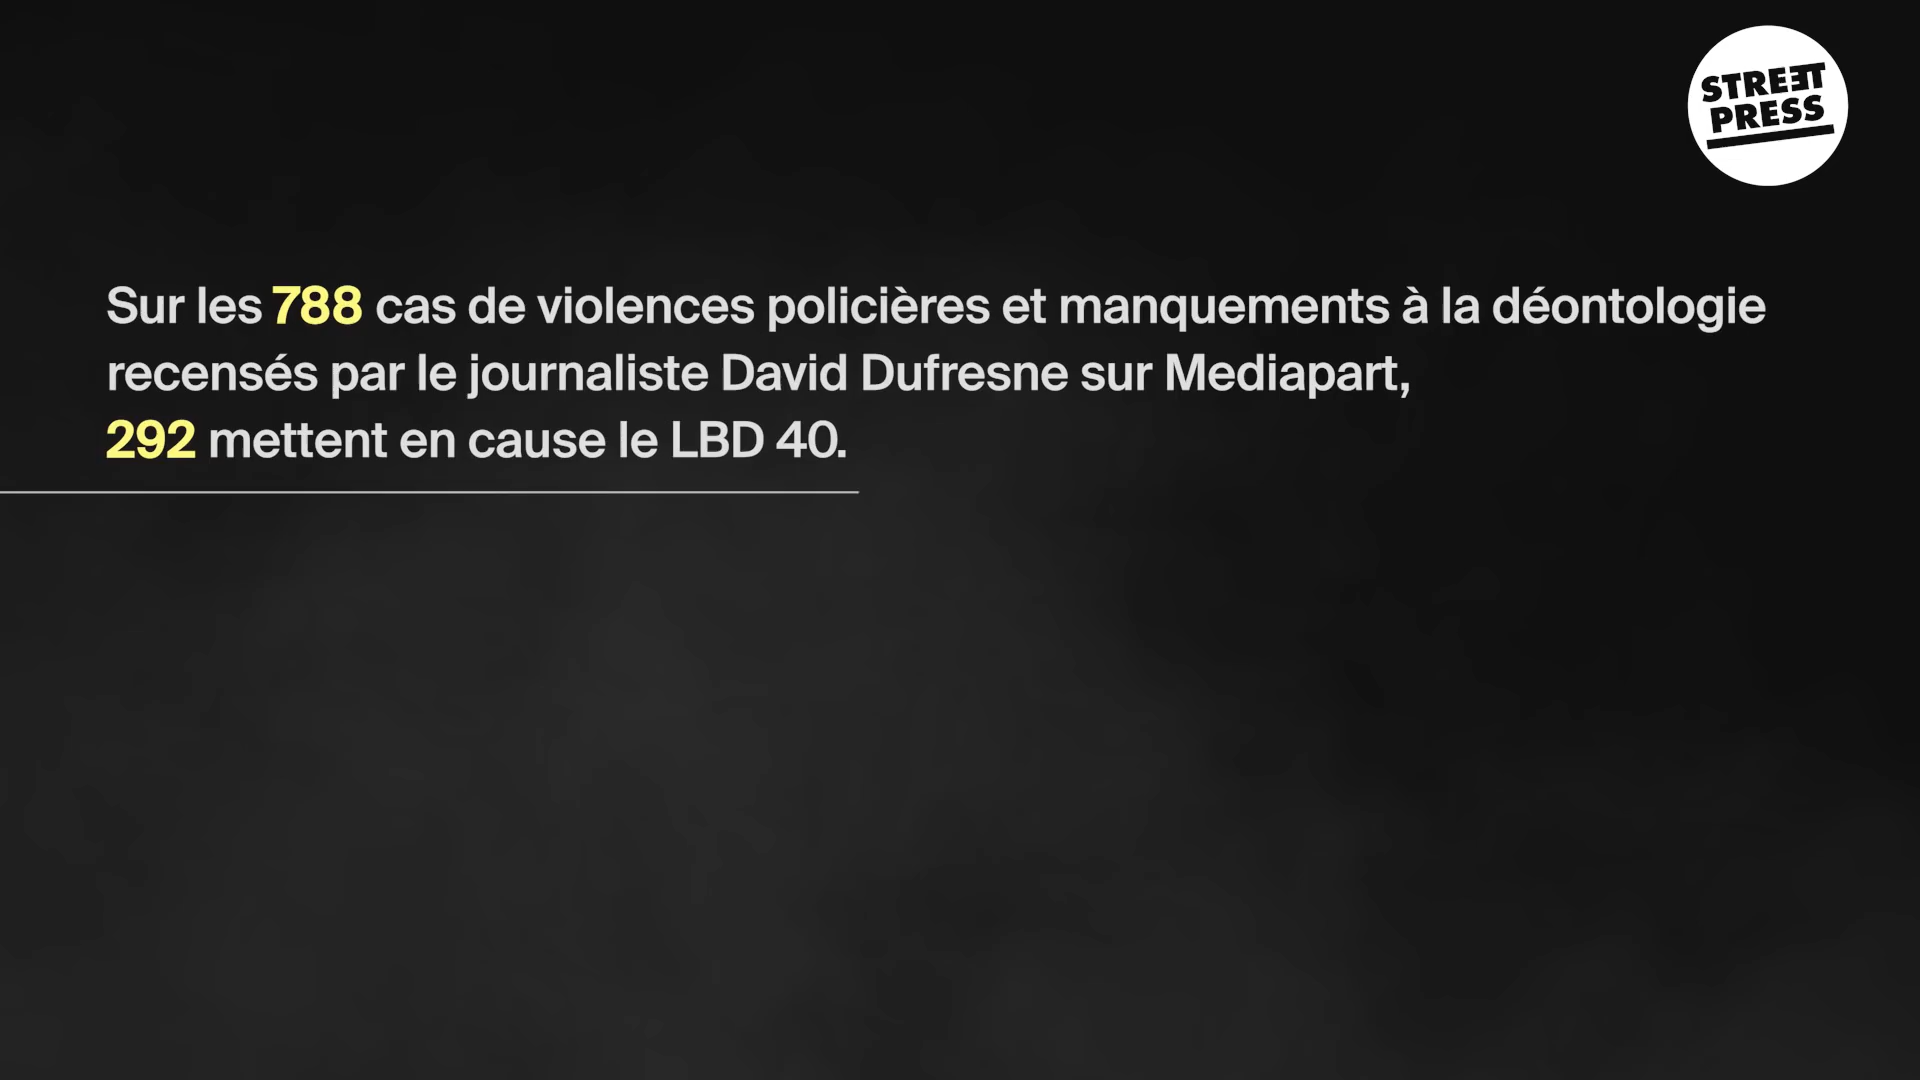 STREET
PRESS
Sur les 788 cas de violences policières et manquements à la déontologie
recensés par le journaliste David Dufresne sur Mediapart,
292 mettent en cause le LBD 40.